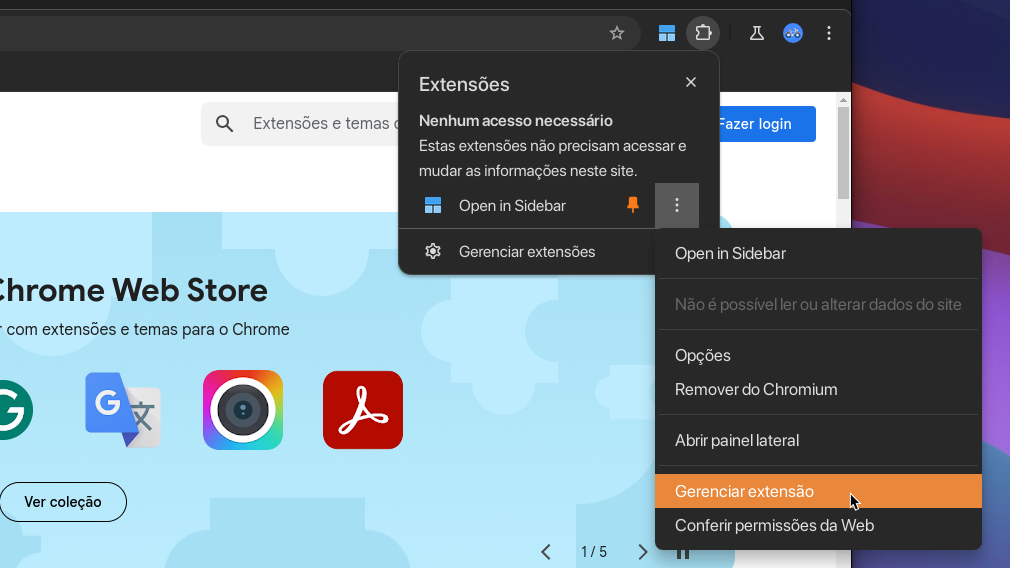 Extensões e temas
Fazer login
Extensões
Nenhum acesso necessário
Estas extensões não precisam acessar e
mudar as informações neste site.
Open in Sidebar
Gerenciar extensões
Open in Sidebar
Não é possível ler ou alterar dados do site
Opções
Remover do Chromium
Abrir painel lateral
Gerenciar extensão
Conferir permissões da Web
Chrome Web Store
r com extensões e temas para o Chrome
G
G
文
Ver coleção
1 / 5